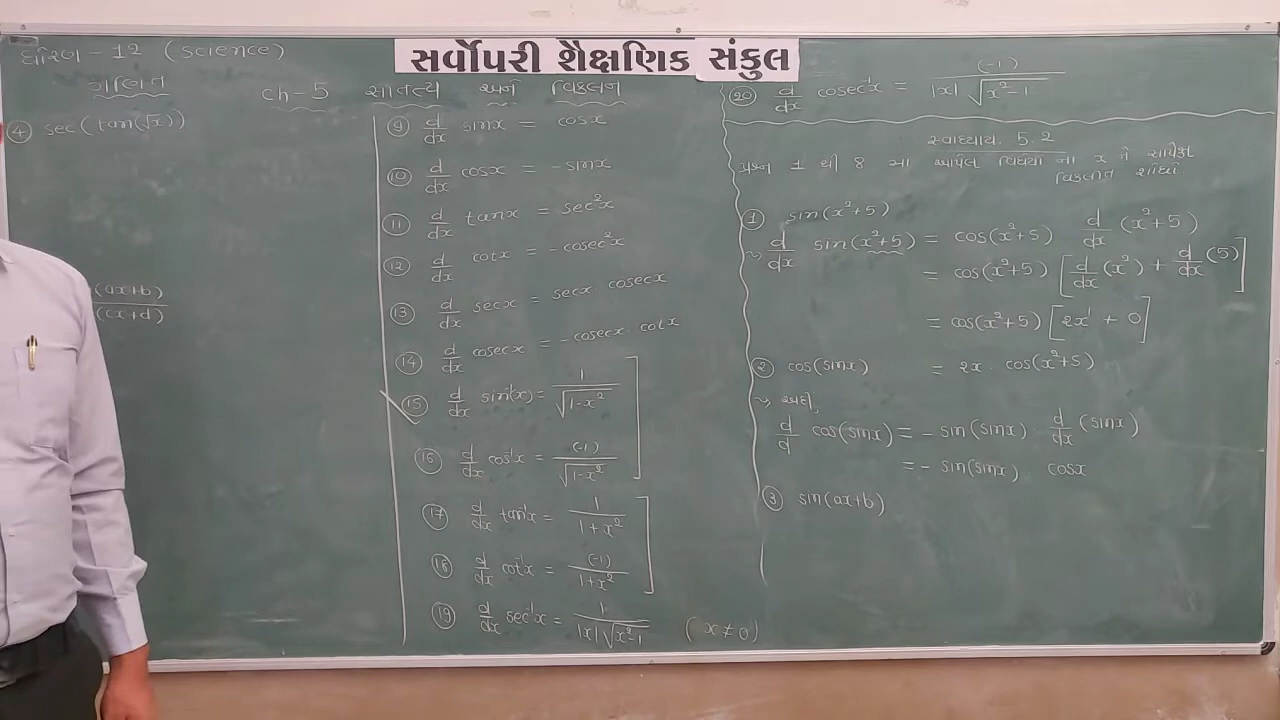 સર્વોપરી શૈક્ષણિક સંકુલ
ધોરણ - 12 (science)
ગણિત
ch - 5 સાતત્ય અને વિકલન
④ sec(tan(√x))
(ax+b)/(cx+d)
⑨ d/dx sinx = cosx
⑩ d/dx cosx = -sinx
⑪ d/dx tanx = sec²x
⑫ d/dx cotx = -cosec²x
⑬ d/dx secx = secx cosecx
⑭ d/dx cosecx = -cosecx·cotx
⑮ d/dx sin⁻¹(x) = 1/√(1-x²)
⑯ d/dx cos⁻¹x = (-1)/√(1-x²)
⑰ d/dx tan⁻¹x = 1/(1+x²)
⑱ d/dx cot⁻¹x = (-1)/(1+x²)
⑲ d/dx sec⁻¹x = 1/(|x|√(x²-1)) (x≠0)
⑳ d/dx cosec⁻¹x = (-1)/(|x|√(x²-1))
સ્વાધ્યાય 5.2
પ્રશ્ન 1 થી 8 માં આપેલ વિધેયો ના x ને સાપેક્ષ
વિકલીત શોધો
① sin(x²+5)
d/dx sin(x²+5) = cos(x²+5) d/dx (x²+5)
= cos(x²+5) [d/dx(x²) + d/dx(5)]
= cos(x²+5) [2x¹ + 0]
= 2x · cos(x²+5)
② cos(sinx)
અહીં,
d/d cos(sinx) = -sin(sinx) · d/dx (sinx)
= -sin(sinx) · cosx
③ sin(ax+b)